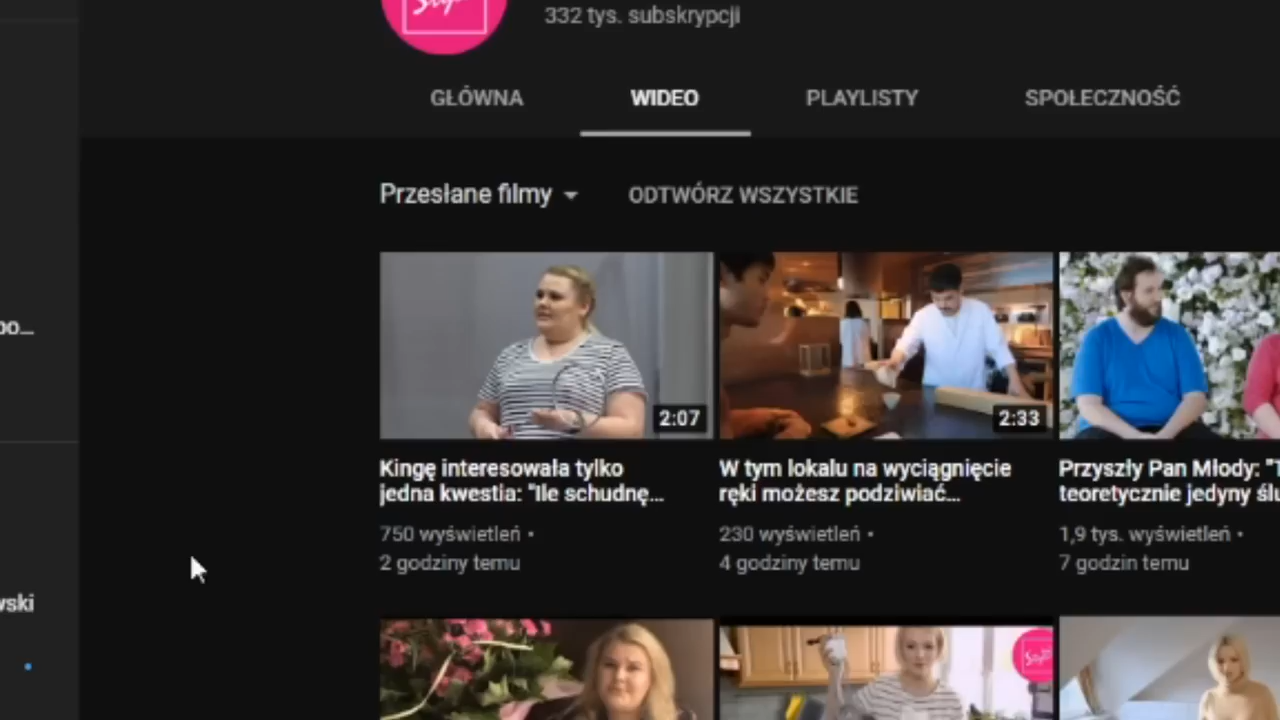 Style
332 tys. subskrypcji
GŁÓWNA
WIDEO
PLAYLISTY
SPOŁECZNOŚĆ
Przesłane filmy
ODTWÓRZ WSZYSTKIE
2:07
2:33
Kingę interesowała tylko
jedna kwestia: "Ile schudnę...
750 wyświetleń •
2 godziny temu
W tym lokalu na wyciągnięcie
ręki możesz podziwiać...
230 wyświetleń •
4 godziny temu
Przyszły Pan Młody: "T
teoretycznie jedyny ślu
1,9 tys. wyświetleń •
7 godzin temu